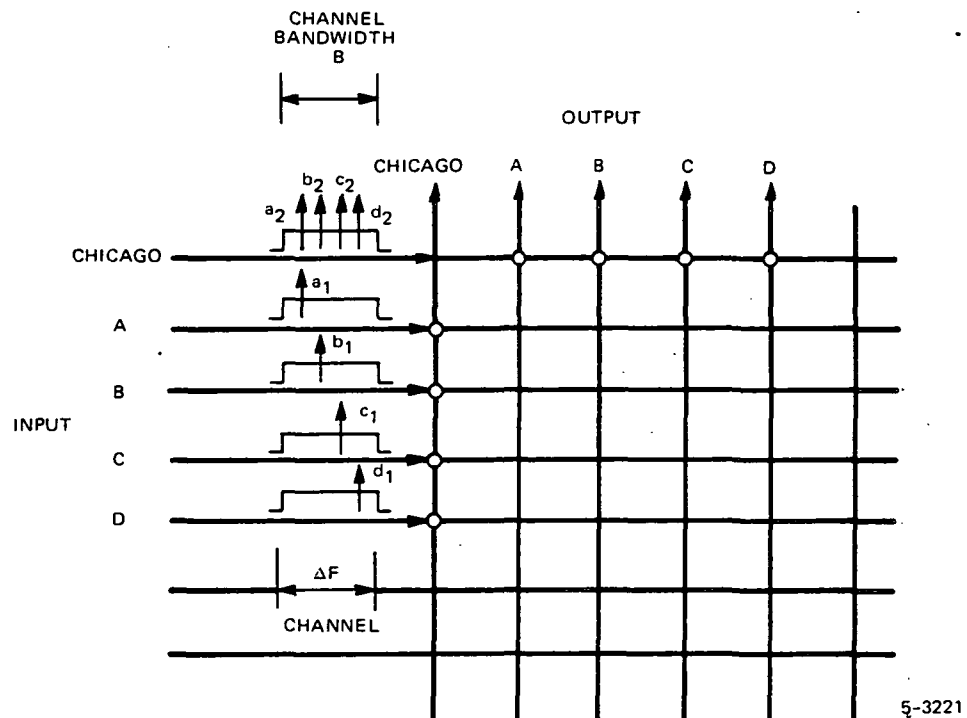 CHANNEL
BANDWIDTH
B
OUTPUT
CHICAGO A B C D
a2 b2 c2 d2
CHICAGO
a1
A
b1
B
INPUT
c1
C
d1
D
ΔF
CHANNEL
5-3221